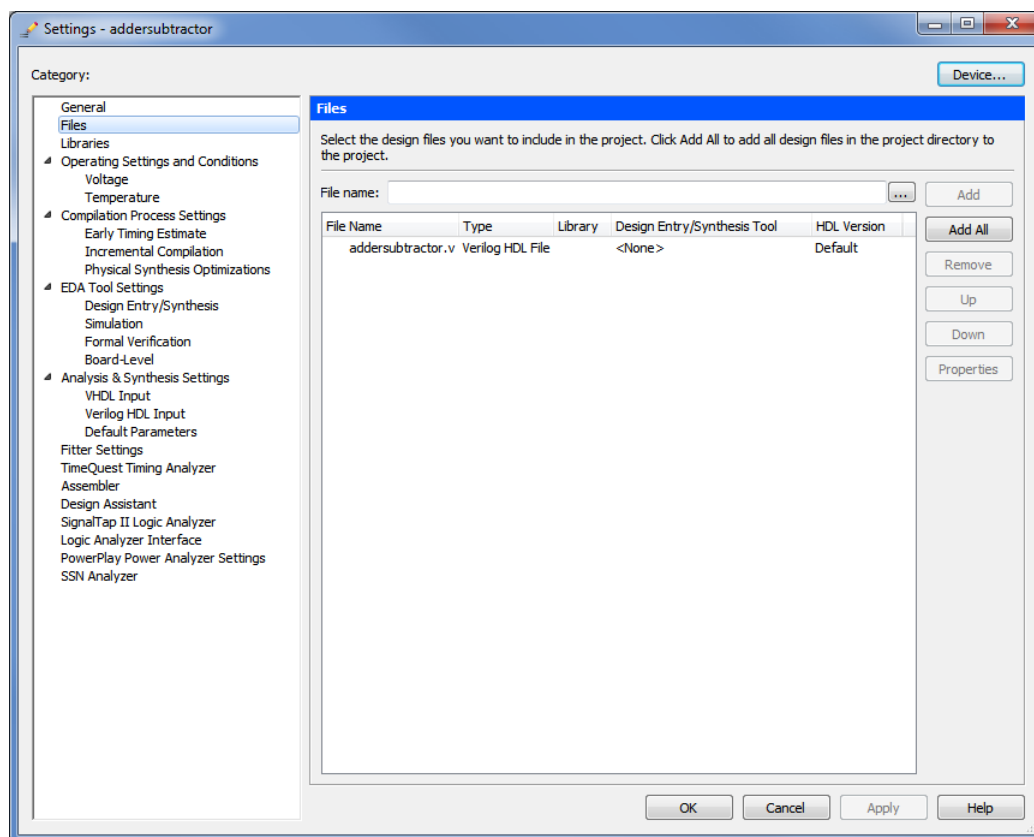 Settings - addersubtractor
Category:
Device...
General
Files
Libraries
Operating Settings and Conditions
Voltage
Temperature
Compilation Process Settings
Early Timing Estimate
Incremental Compilation
Physical Synthesis Optimizations
EDA Tool Settings
Design Entry/Synthesis
Simulation
Formal Verification
Board-Level
Analysis & Synthesis Settings
VHDL Input
Verilog HDL Input
Default Parameters
Fitter Settings
TimeQuest Timing Analyzer
Assembler
Design Assistant
SignalTap II Logic Analyzer
Logic Analyzer Interface
PowerPlay Power Analyzer Settings
SSN Analyzer
Files
Select the design files you want to include in the project. Click Add All to add all design files in the project directory to
the project.
File name: ... Add
File Name Type Library Design Entry/Synthesis Tool HDL Version
addersubtractor.v Verilog HDL File <None> Default
Add All
Remove
Up
Down
Properties
OK Cancel Apply Help